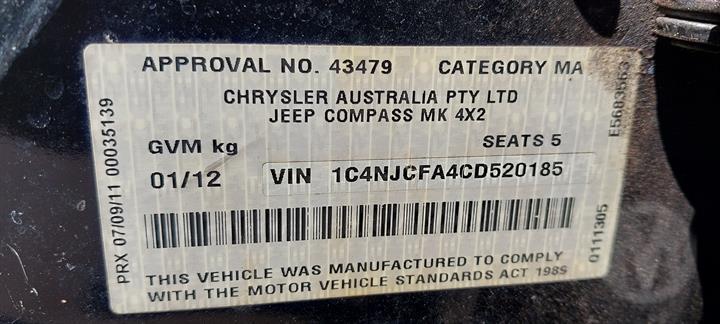 APPROVAL NO. 43479 CATEGORY MA
CHRYSLER AUSTRALIA PTY LTD
JEEP COMPASS MK 4X2
GVM kg SEATS 5
01/12 VIN 1C4NJCFA4CD520185
THIS VEHICLE WAS MANUFACTURED TO COMPLY
WITH THE MOTOR VEHICLE STANDARDS ACT 1989
PRX 07/09/11 00035139
E5683563
0111305